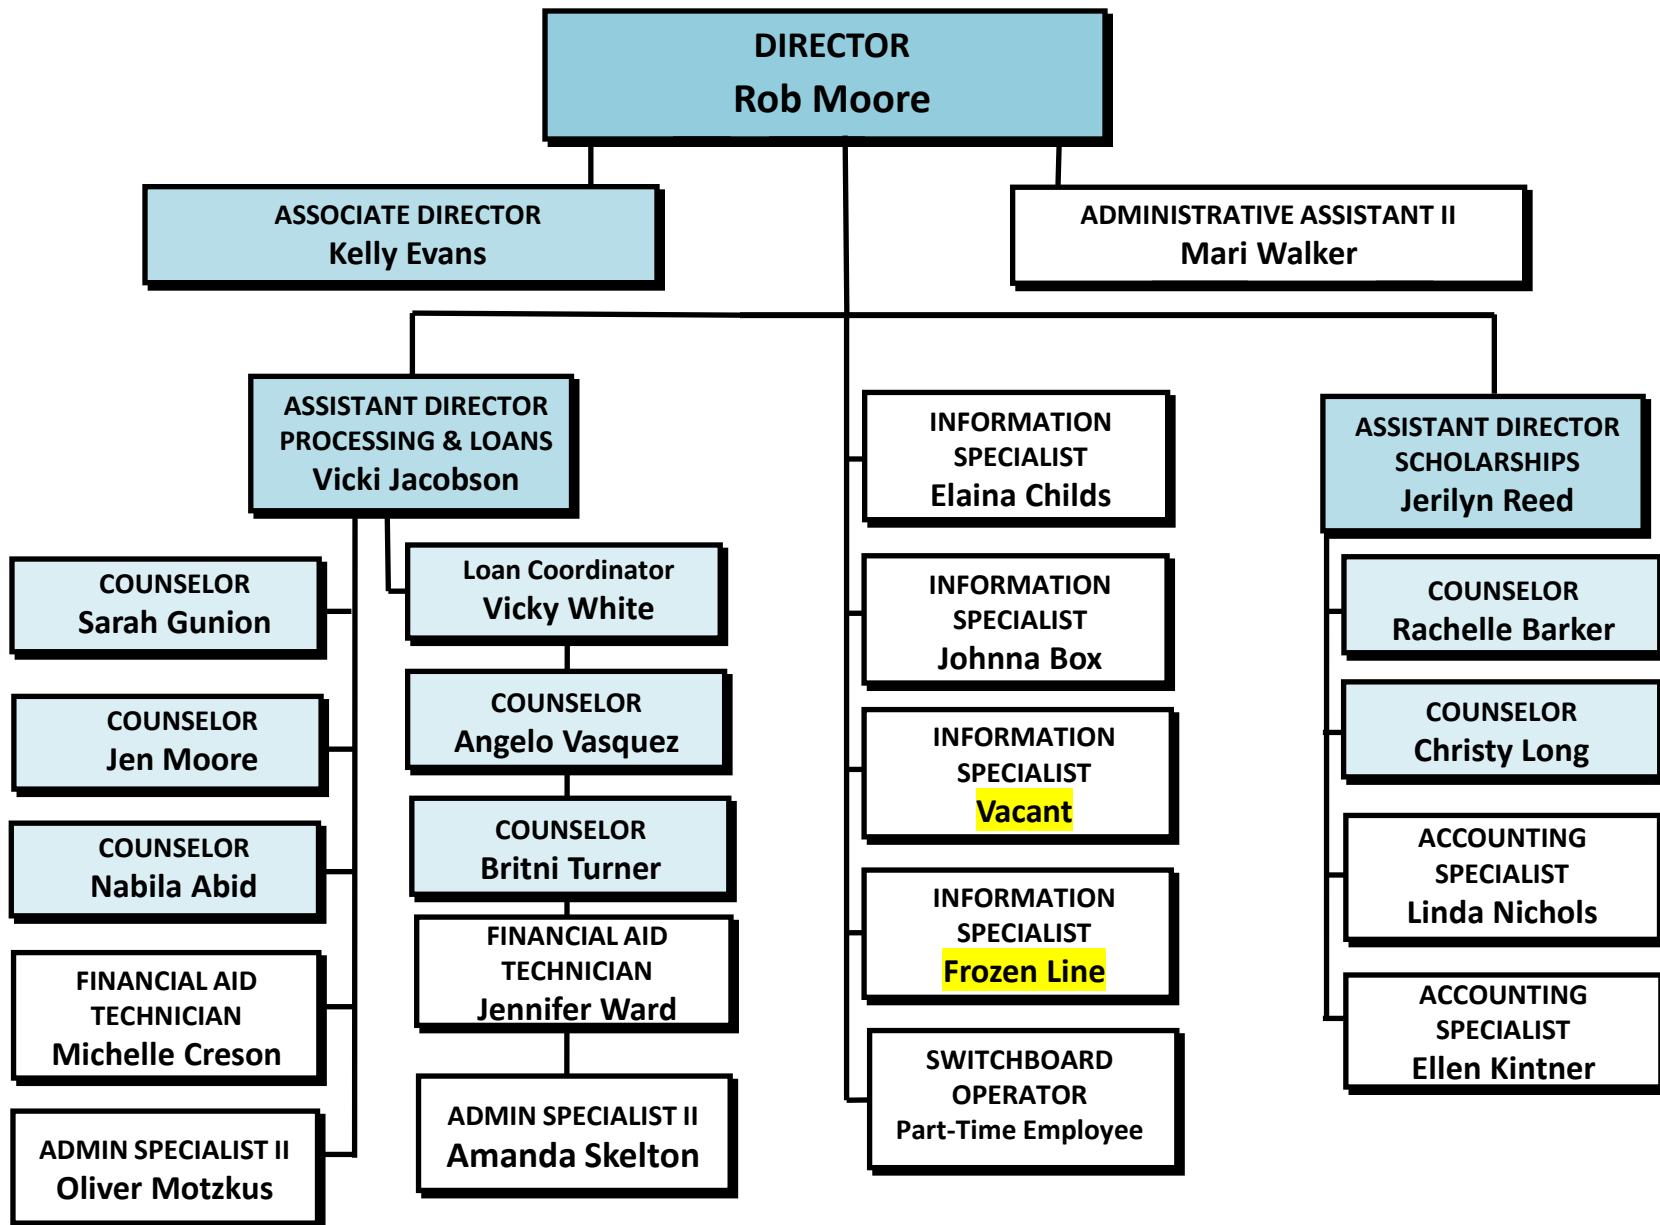 DIRECTOR
Rob Moore
ASSOCIATE DIRECTOR
Kelly Evans
ADMINISTRATIVE ASSISTANT II
Mari Walker
ASSISTANT DIRECTOR
PROCESSING & LOANS
Vicki Jacobson
COUNSELOR
Sarah Gunion
COUNSELOR
Jen Moore
COUNSELOR
Nabila Abid
FINANCIAL AID
TECHNICIAN
Michelle Creson
ADMIN SPECIALIST II
Oliver Motzkus
Loan Coordinator
Vicky White
COUNSELOR
Angelo Vasquez
COUNSELOR
Britni Turner
FINANCIAL AID
TECHNICIAN
Jennifer Ward
ADMIN SPECIALIST II
Amanda Skelton
INFORMATION
SPECIALIST
Elaina Childs
INFORMATION
SPECIALIST
Johnna Box
INFORMATION
SPECIALIST
Vacant
INFORMATION
SPECIALIST
Frozen Line
SWITCHBOARD
OPERATOR
Part-Time Employee
ASSISTANT DIRECTOR
SCHOLARSHIPS
Jerilyn Reed
COUNSELOR
Rachelle Barker
COUNSELOR
Christy Long
ACCOUNTING
SPECIALIST
Linda Nichols
ACCOUNTING
SPECIALIST
Ellen Kintner